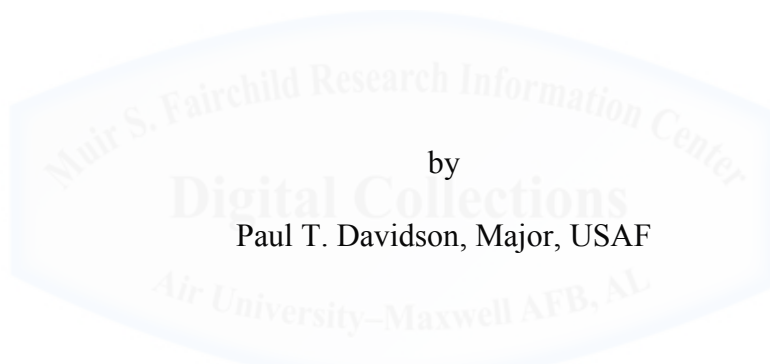 Muir S. Fairchild Research Information Center
by
Digital Collections
Paul T. Davidson, Major, USAF
Air University–Maxwell AFB, AL